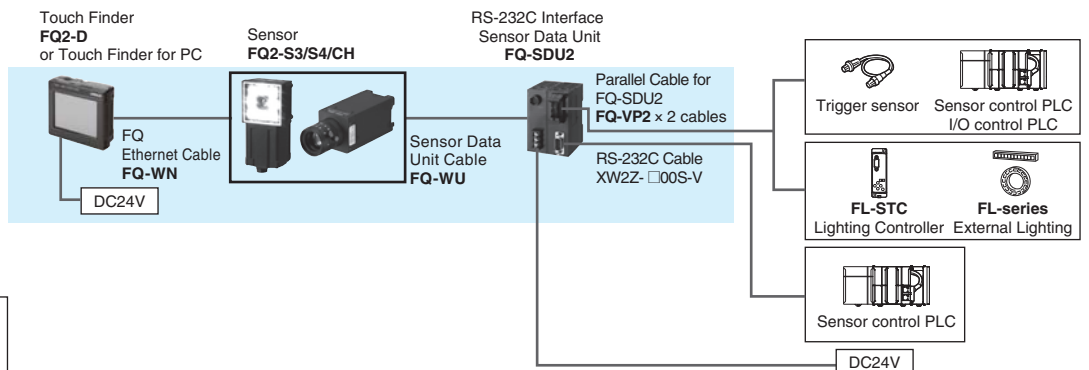 Touch Finder
FQ2-D
or Touch Finder for PC
Sensor
FQ2-S3/S4/CH
RS-232C Interface
Sensor Data Unit
FQ-SDU2
FQ
Ethernet Cable
FQ-WN
DC24V
Sensor Data
Unit Cable
FQ-WU
Parallel Cable for
FQ-SDU2
FQ-VP2 × 2 cables
RS-232C Cable
XW2Z- □00S-V
Trigger sensor
Sensor control PLC
I/O control PLC
FL-STC
Lighting Controller
FL-series
External Lighting
Sensor control PLC
DC24V